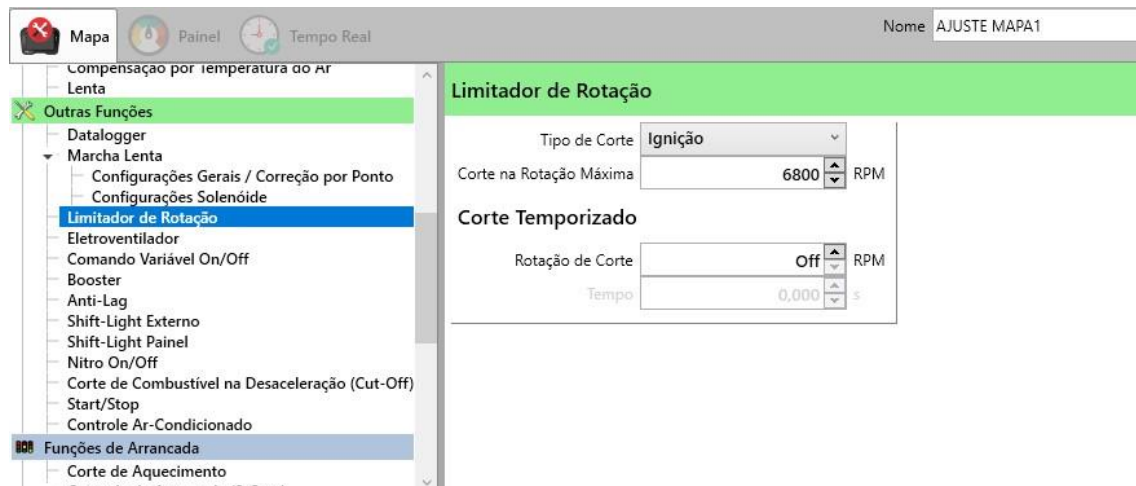 Mapa
Painel
Tempo Real
Nome AJUSTE MAPA1
Compensação por Temperatura do Ar
Lenta
Outras Funções
Datalogger
Marcha Lenta
Configurações Gerais / Correção por Ponto
Configurações Solenóide
Limitador de Rotação
Eletroventilador
Comando Variável On/Off
Booster
Anti-Lag
Shift-Light Externo
Shift-Light Painel
Nitro On/Off
Corte de Combustível na Desaceleração (Cut-Off)
Start/Stop
Controle Ar-Condicionado
Funções de Arrancada
Corte de Aquecimento
Limitador de Rotação
Tipo de Corte Ignição
Corte na Rotação Máxima 6800 RPM
Corte Temporizado
Rotação de Corte Off RPM
Tempo 0,000 s